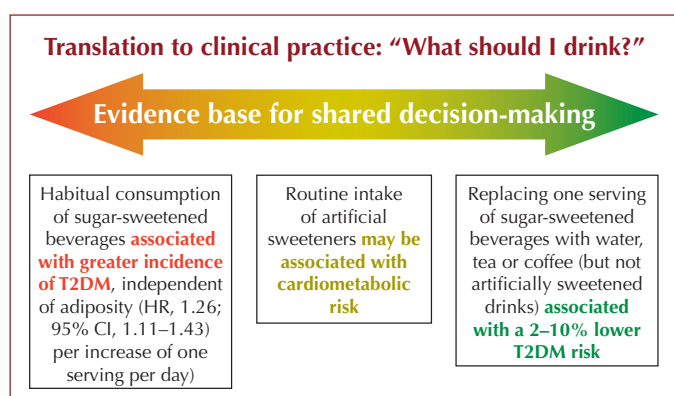 Translation to clinical practice: “What should I drink?”
Evidence base for shared decision-making
Habitual consumption
of sugar-sweetened
beverages associated
with greater incidence
of T2DM, independent
of adiposity (HR, 1.26;
95% CI, 1.11–1.43)
per increase of one
serving per day)
Routine intake
of artificial
sweeteners may be
associated with
cardiometabolic
risk
Replacing one serving
of sugar-sweetened
beverages with water,
tea or coffee (but not
artificially sweetened
drinks) associated
with a 2–10% lower
T2DM risk